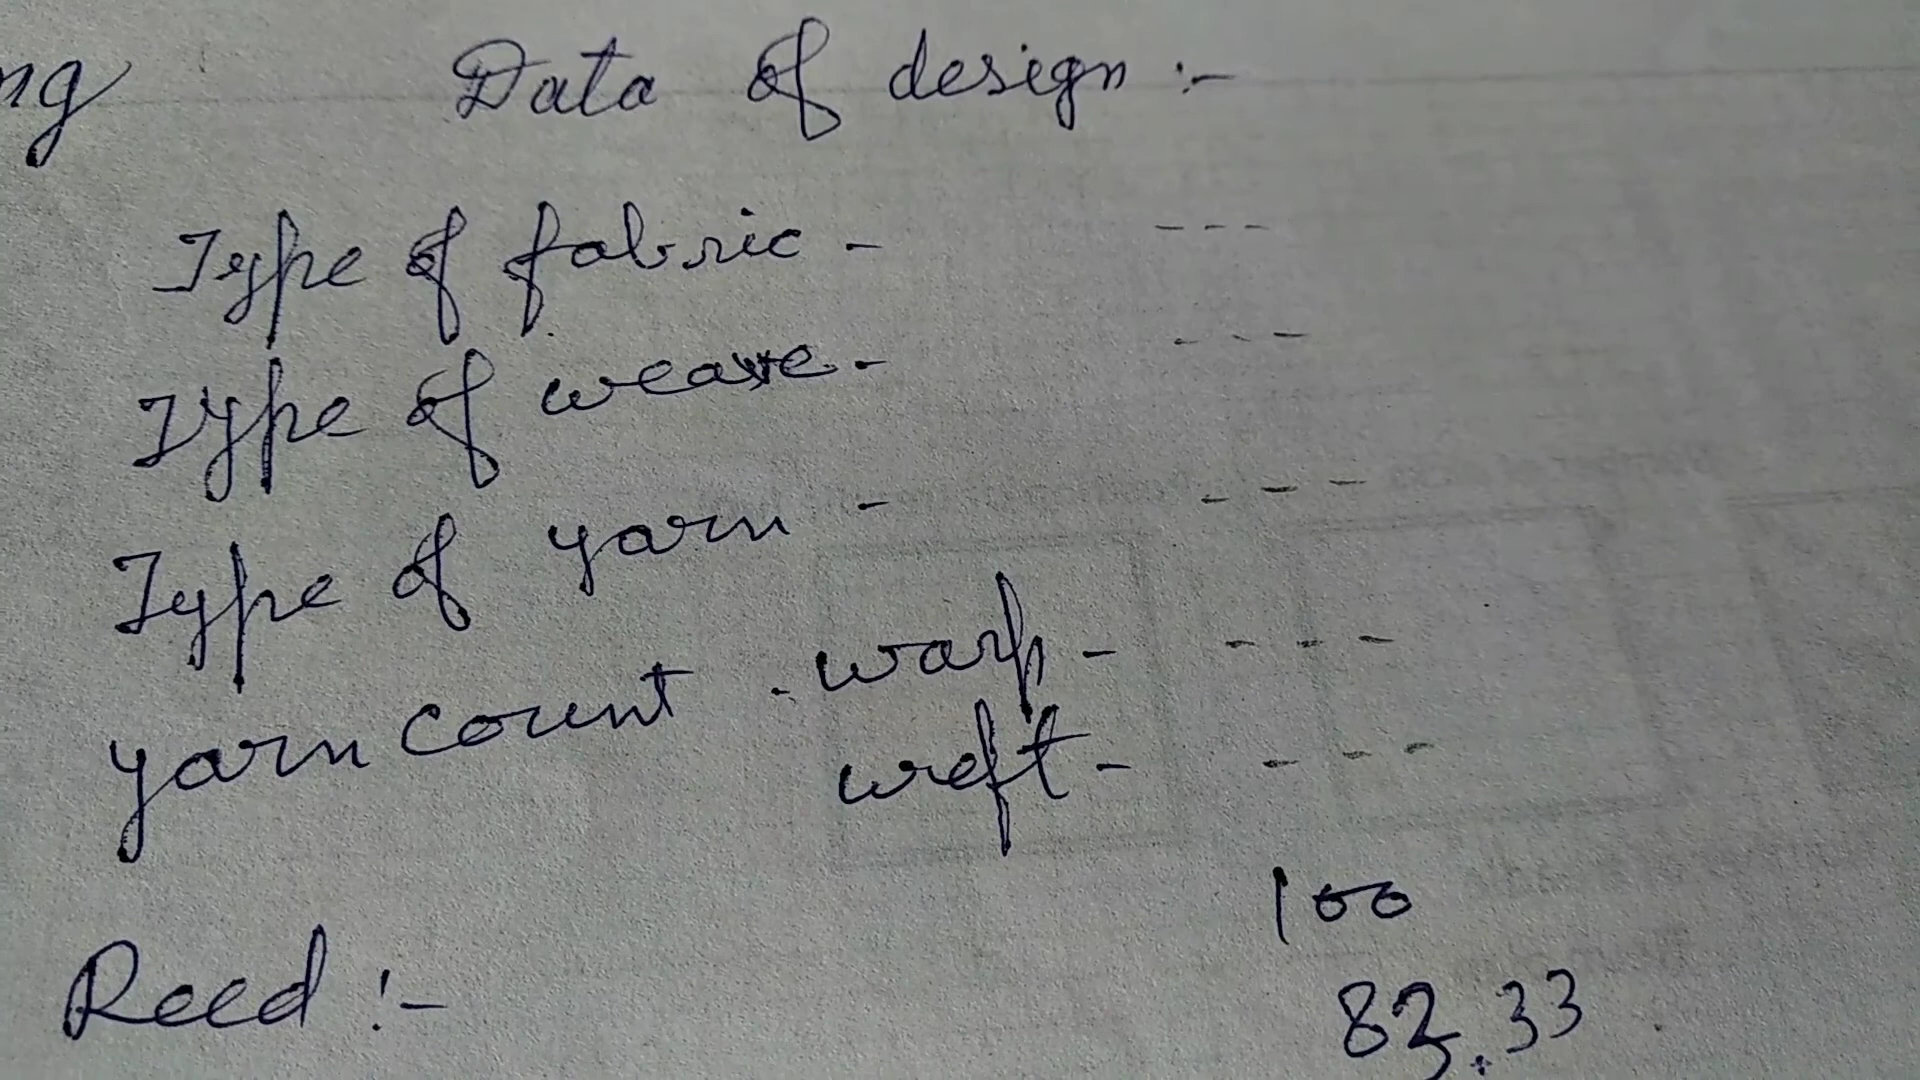 ng Data of design :-
Type of fabric - ---
Type of weave - ---
Type of yarn - ---
yarn count - warp - ---
weft - ---
100
Reed :- 83.33